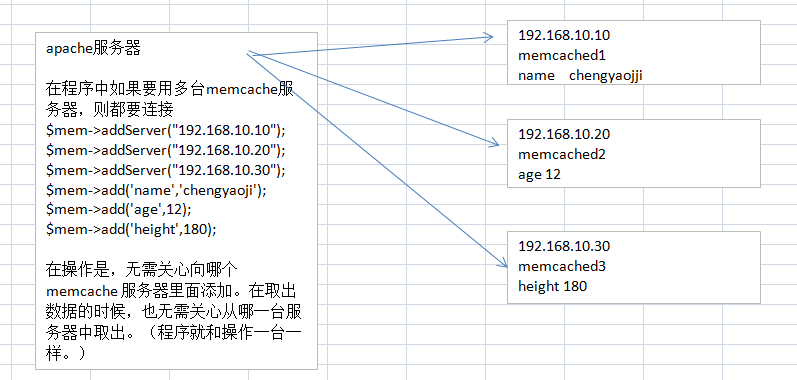 apache服务器
在程序中如果要用多台memcache服
务器，则都要连接
$mem->addServer("192.168.10.10");
$mem->addServer("192.168.10.20");
$mem->addServer("192.168.10.30");
$mem->add('name','chengyaoji');
$mem->add('age',12);
$mem->add('height',180);
在操作是，无需关心向哪个
memcache 服务器里面添加。在取出
数据的时候，也无需关心从哪一台服
务器中取出。（程序就和操作一台一
样。）
192.168.10.10
memcached1
name chengyaojji
192.168.10.20
memcached2
age 12
192.168.10.30
memcached3
height 180